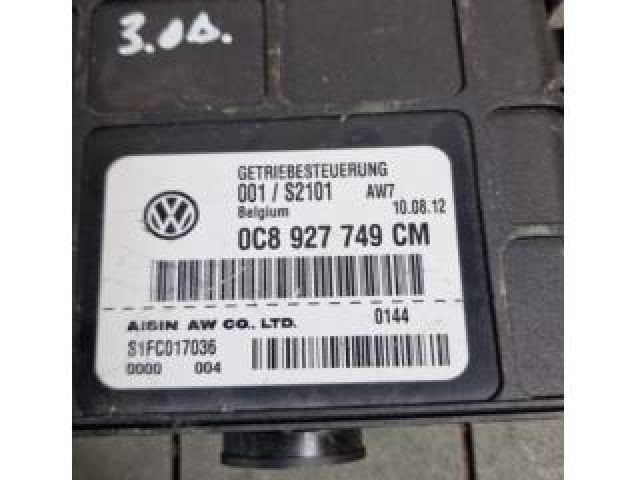 3.0D.
GETRIEBESTEUERUNG
001 / S2101 AW7
Belgium 10.08.12
0C8 927 749 CM
AISIN AW CO. LTD. 0144
S1FC017036
0000 004